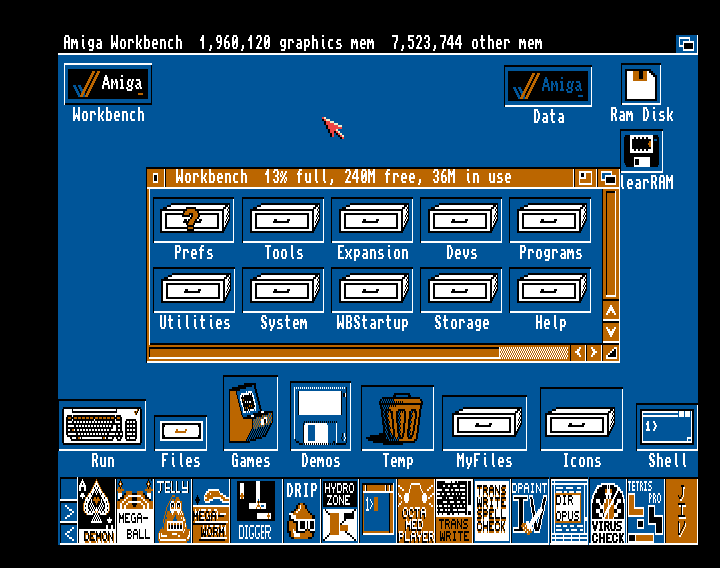 Amiga Workbench 1,960,120 graphics mem 7,523,744 other mem
Amiga
Workbench
Amiga
Data
Ram Disk
learRAM
Workbench 13% full, 240M free, 36M in use
Prefs Tools Expansion Devs Programs
Utilities System WBStartup Storage Help
1>
Run Files Games Demos Temp MyFiles Icons Shell
A DEMON
MEGA-BALL
JELLY
MEGA-WORM
DIGGER
DRIP
HYDRO ZONE
1>
OCTA MED PLAYER
TRANS WRITE
TRANS WRITE SPELL CHECK
DPAINT
DIR OPUS
VIRUS CHECK
TETRIS PRO